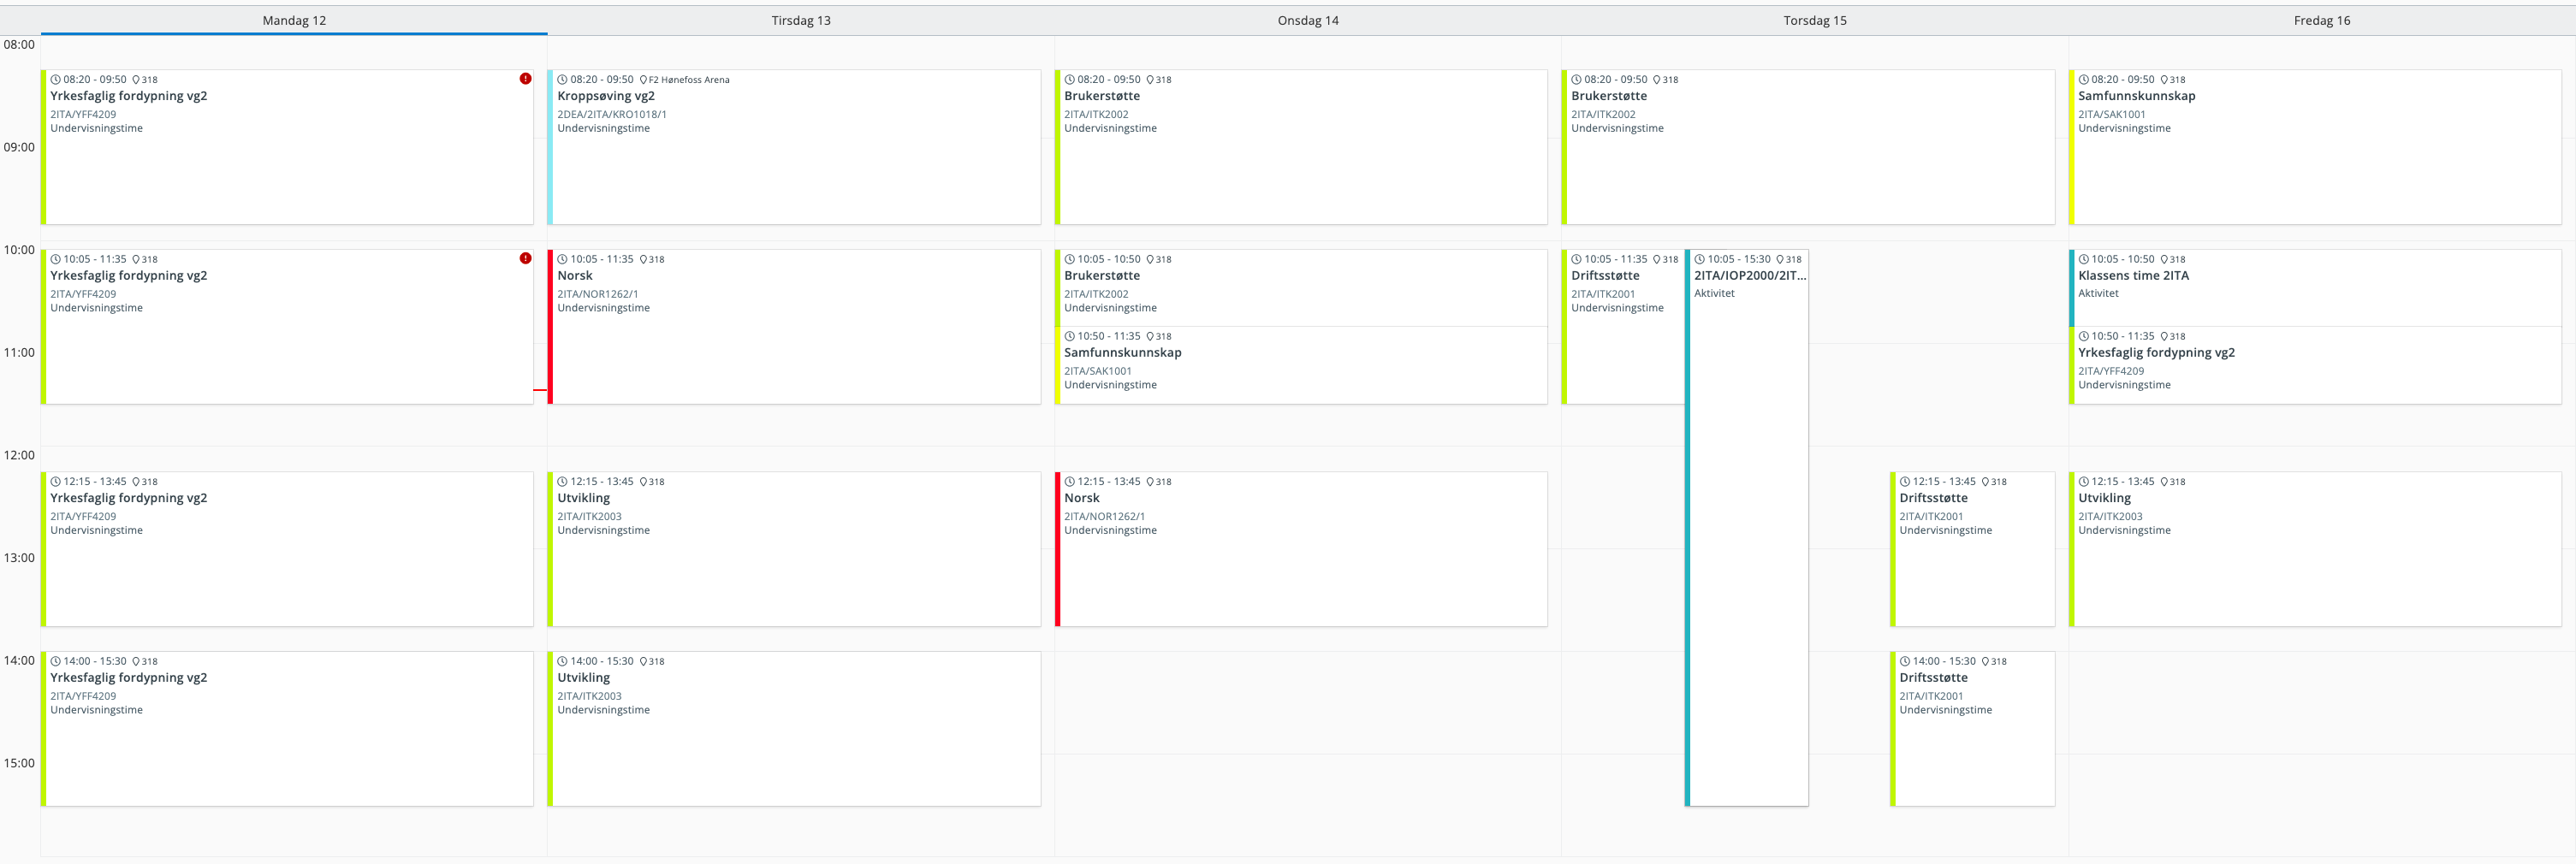 Mandag 12
Tirsdag 13
Onsdag 14
Torsdag 15
Fredag 16
08:00
09:00
10:00
11:00
12:00
13:00
14:00
15:00
08:20 - 09:50 318
Yrkesfaglig fordypning vg2
2ITA/YFF4209
Undervisningstime
10:05 - 11:35 318
Yrkesfaglig fordypning vg2
2ITA/YFF4209
Undervisningstime
12:15 - 13:45 318
Yrkesfaglig fordypning vg2
2ITA/YFF4209
Undervisningstime
14:00 - 15:30 318
Yrkesfaglig fordypning vg2
2ITA/YFF4209
Undervisningstime
08:20 - 09:50 F2 Hønefoss Arena
Kroppsøving vg2
2DEA/2ITA/KRO1018/1
Undervisningstime
10:05 - 11:35 318
Norsk
2ITA/NOR1262/1
Undervisningstime
12:15 - 13:45 318
Utvikling
2ITA/ITK2003
Undervisningstime
14:00 - 15:30 318
Utvikling
2ITA/ITK2003
Undervisningstime
08:20 - 09:50 318
Brukerstøtte
2ITA/ITK2002
Undervisningstime
10:05 - 10:50 318
Brukerstøtte
2ITA/ITK2002
Undervisningstime
10:50 - 11:35 318
Samfunnskunnskap
2ITA/SAK1001
Undervisningstime
12:15 - 13:45 318
Norsk
2ITA/NOR1262/1
Undervisningstime
08:20 - 09:50 318
Brukerstøtte
2ITA/ITK2002
Undervisningstime
10:05 - 11:35 318
Driftsstøtte
2ITA/ITK2001
Undervisningstime
10:05 - 15:30 318
2ITA/IOP2000/2IT...
Aktivitet
12:15 - 13:45 318
Driftsstøtte
2ITA/ITK2001
Undervisningstime
14:00 - 15:30 318
Driftsstøtte
2ITA/ITK2001
Undervisningstime
08:20 - 09:50 318
Samfunnskunnskap
2ITA/SAK1001
Undervisningstime
10:05 - 10:50 318
Klassens time 2ITA
Aktivitet
10:50 - 11:35 318
Yrkesfaglig fordypning vg2
2ITA/YFF4209
Undervisningstime
12:15 - 13:45 318
Utvikling
2ITA/ITK2003
Undervisningstime